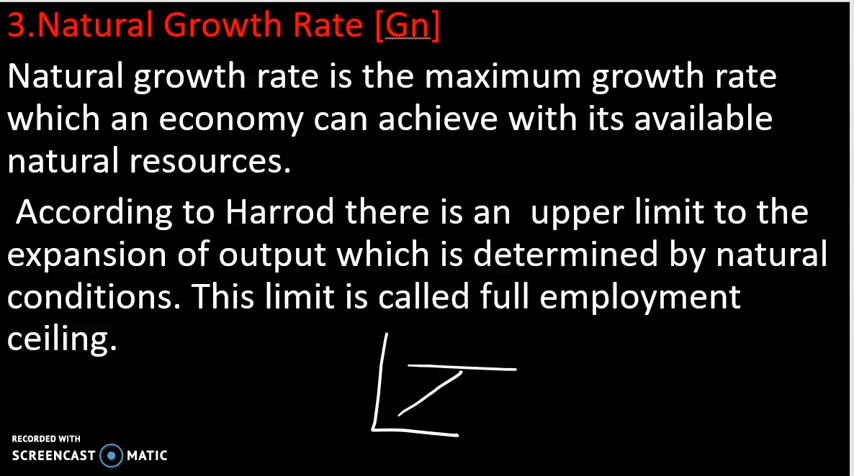 3.Natural Growth Rate [Gn]
Natural growth rate is the maximum growth rate
which an economy can achieve with its available
natural resources.
According to Harrod there is an upper limit to the
expansion of output which is determined by natural
conditions. This limit is called full employment
ceiling.
RECORDED WITH
SCREENCAST MATIC